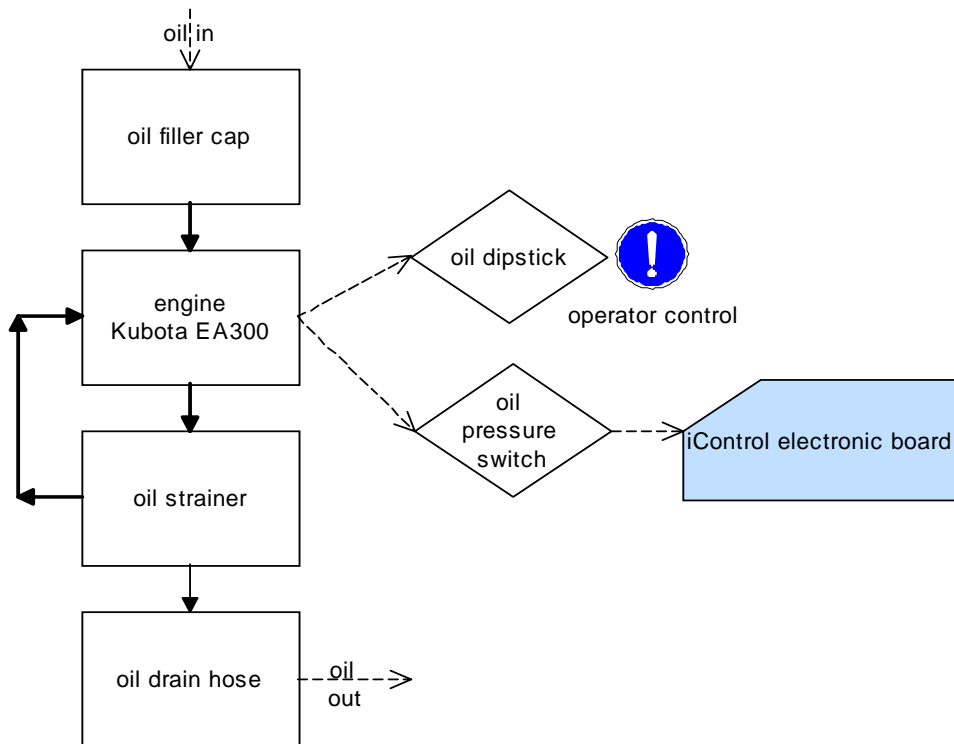 oil in
oil filler cap
engine
Kubota EA300
oil dipstick
operator control
oil
pressure
switch
iControl electronic board
oil strainer
oil drain hose
oil
out